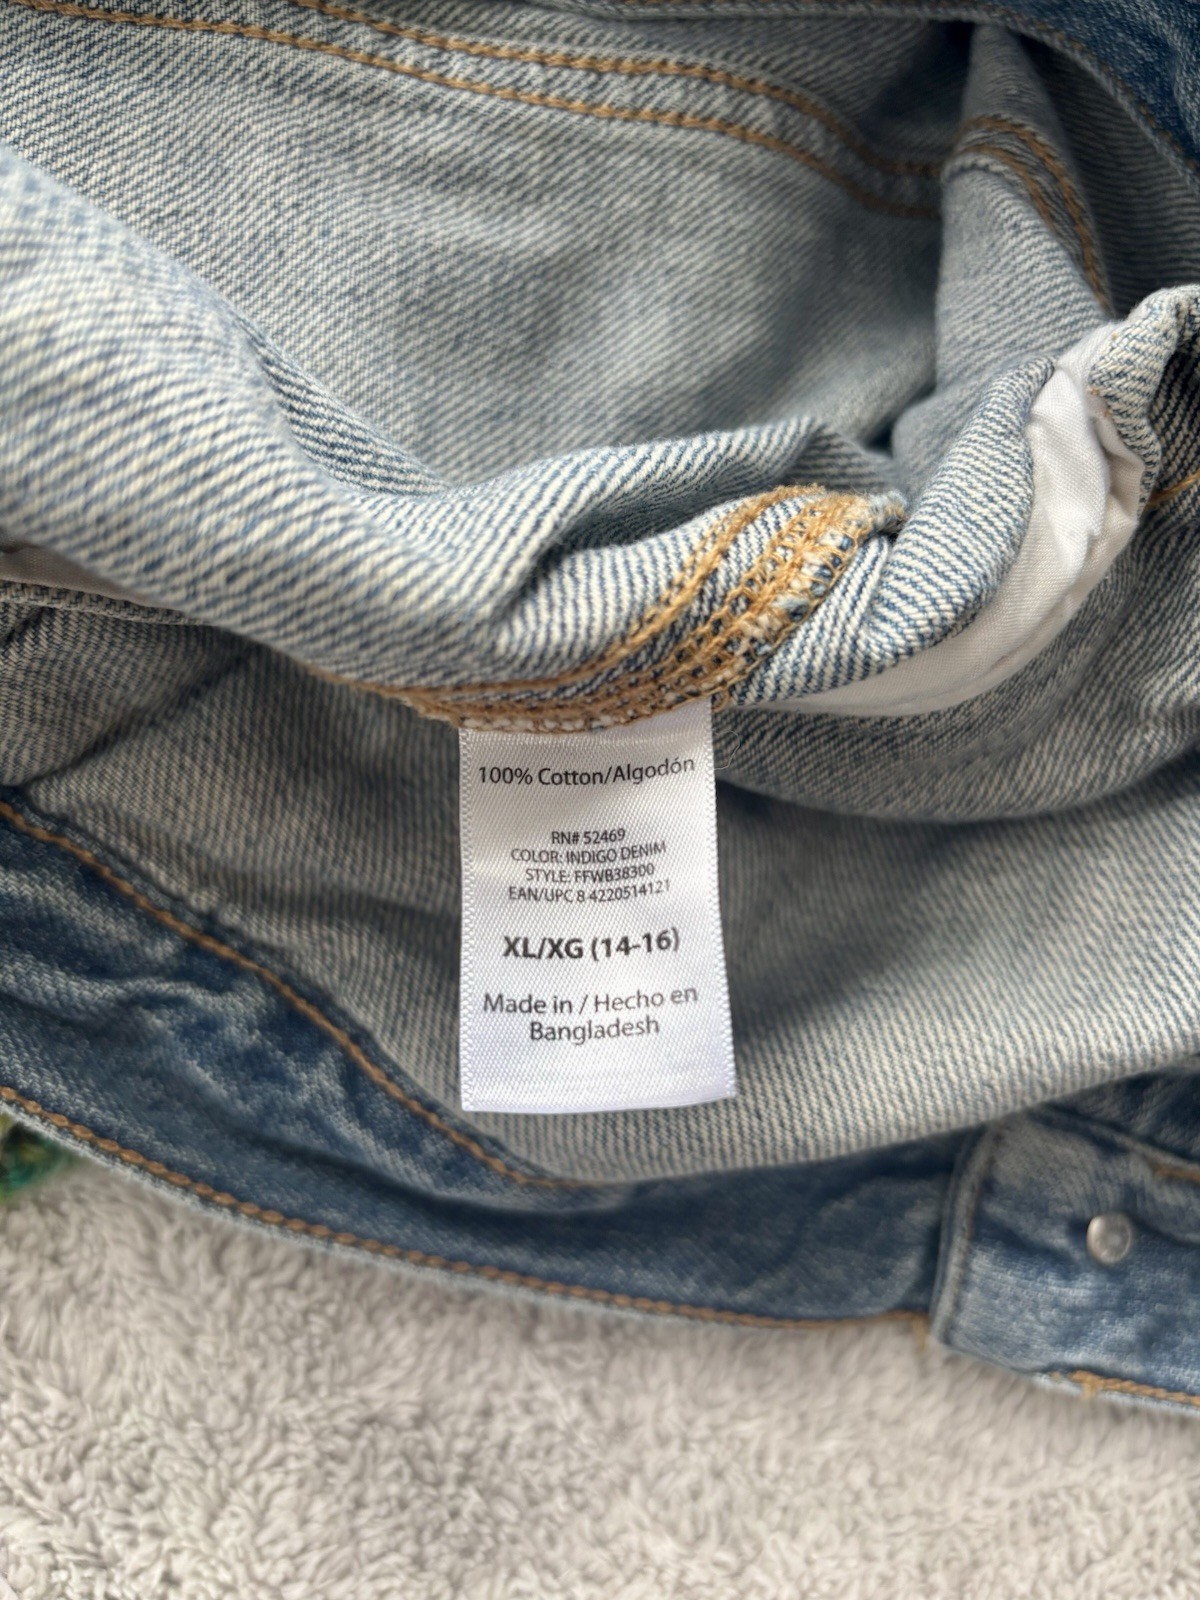 100% Cotton/Algodón
RN# 52469
COLOR: INDIGO DENIM
STYLE: FFWB38300
EAN/UPC 8 4220514121
XL/XG (14-16)
Made in / Hecho en
Bangladesh